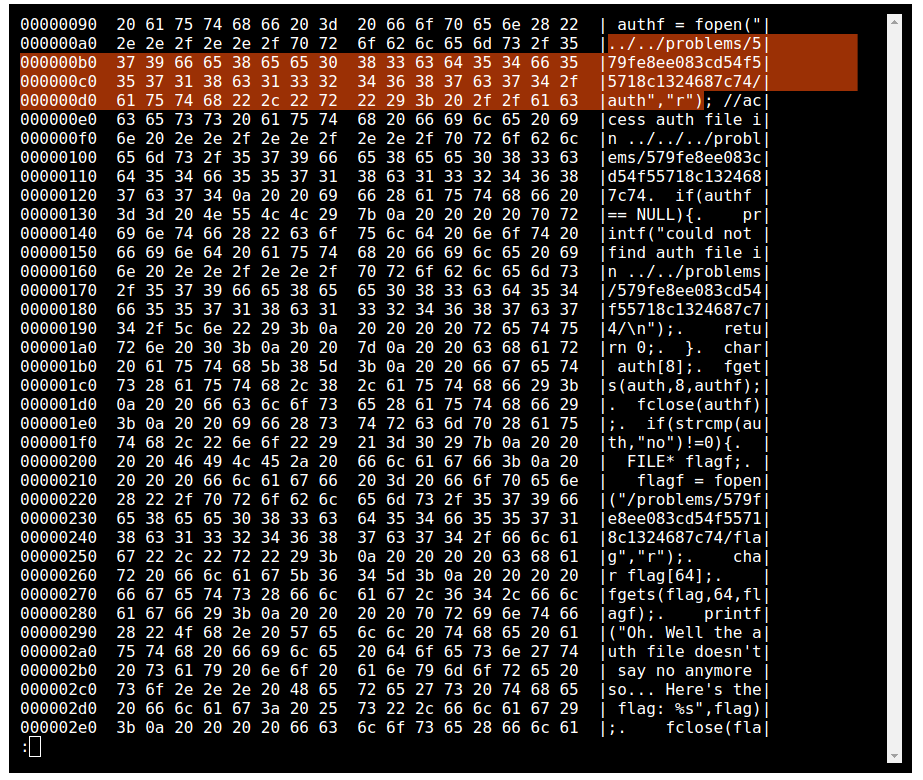 00000090  20 61 75 74 68 66 20 3d  20 66 6f 70 65 6e 28 22  | authf = fopen("|
000000a0  2e 2e 2f 2e 2e 2f 70 72  6f 62 6c 65 6d 73 2f 35  |../../problems/5|
000000b0  37 39 66 65 38 65 65 30  38 33 63 64 35 34 66 35  |79fe8ee083cd54f5|
000000c0  35 37 31 38 63 31 33 32  34 36 38 37 63 37 34 2f  |5718c1324687c74/|
000000d0  61 75 74 68 22 2c 22 72  22 29 3b 20 2f 2f 61 63  |auth","r"); //ac|
000000e0  63 65 73 73 20 61 75 74  68 20 66 69 6c 65 20 69  |cess auth file i|
000000f0  6e 20 2e 2e 2f 2e 2e 2f  2e 2e 2f 70 72 6f 62 6c  |n ../../../probl|
00000100  65 6d 73 2f 35 37 39 66  65 38 65 65 30 38 33 63  |ems/579fe8ee083c|
00000110  64 35 34 66 35 35 37 31  38 63 31 33 32 34 36 38  |d54f55718c132468|
00000120  37 63 37 34 0a 20 20 69  66 28 61 75 74 68 66 20  |7c74.  if(authf |
00000130  3d 3d 20 4e 55 4c 4c 29  7b 0a 20 20 20 20 70 72  |== NULL){.    pr|
00000140  69 6e 74 66 28 22 63 6f  75 6c 64 20 6e 6f 74 20  |intf("could not |
00000150  66 69 6e 64 20 61 75 74  68 20 66 69 6c 65 20 69  |find auth file i|
00000160  6e 20 2e 2e 2f 2e 2e 2f  70 72 6f 62 6c 65 6d 73  |n ../../problems|
00000170  2f 35 37 39 66 65 38 65  65 30 38 33 63 64 35 34  |/579fe8ee083cd54|
00000180  66 35 35 37 31 38 63 31  33 32 34 36 38 37 63 37  |f55718c1324687c7|
00000190  34 2f 5c 6e 22 29 3b 0a  20 20 20 20 72 65 74 75  |4/\n");.    retu|
000001a0  72 6e 20 30 3b 0a 20 20  7d 0a 20 20 63 68 61 72  |rn 0;.  }.  char|
000001b0  20 61 75 74 68 5b 38 5d  3b 0a 20 20 66 67 65 74  | auth[8];.  fget|
000001c0  73 28 61 75 74 68 2c 38  2c 61 75 74 68 66 29 3b  |s(auth,8,authf);|
000001d0  0a 20 20 66 63 6c 6f 73  65 28 61 75 74 68 66 29  |.  fclose(authf)|
000001e0  3b 0a 20 20 69 66 28 73  74 72 63 6d 70 28 61 75  |;.  if(strcmp(au|
000001f0  74 68 2c 22 6e 6f 22 29  21 3d 30 29 7b 0a 20 20  |th,"no")!=0){.  |
00000200  20 20 46 49 4c 45 2a 20  66 6c 61 67 66 3b 0a 20  |  FILE* flagf;. |
00000210  20 20 20 66 6c 61 67 66  20 3d 20 66 6f 70 65 6e  |   flagf = fopen|
00000220  28 22 2f 70 72 6f 62 6c  65 6d 73 2f 35 37 39 66  |("/problems/579f|
00000230  65 38 65 65 30 38 33 63  64 35 34 66 35 35 37 31  |e8ee083cd54f5571|
00000240  38 63 31 33 32 34 36 38  37 63 37 34 2f 66 6c 61  |8c1324687c74/fla|
00000250  67 22 2c 22 72 22 29 3b  0a 20 20 20 20 63 68 61  |g","r");.    cha|
00000260  72 20 66 6c 61 67 5b 36  34 5d 3b 0a 20 20 20 20  |r flag[64];.    |
00000270  66 67 65 74 73 28 66 6c  61 67 2c 36 34 2c 66 6c  |fgets(flag,64,fl|
00000280  61 67 66 29 3b 0a 20 20  20 20 70 72 69 6e 74 66  |agf);.    printf|
00000290  28 22 4f 68 2e 20 57 65  6c 6c 20 74 68 65 20 61  |("Oh. Well the a|
000002a0  75 74 68 20 66 69 6c 65  20 64 6f 65 73 6e 27 74  |uth file doesn't|
000002b0  20 73 61 79 20 6e 6f 20  61 6e 79 6d 6f 72 65 20  | say no anymore |
000002c0  73 6f 2e 2e 2e 20 48 65  72 65 27 73 20 74 68 65  |so... Here's the|
000002d0  20 66 6c 61 67 3a 20 25  73 22 2c 66 6c 61 67 29  | flag: %s",flag)|
000002e0  3b 0a 20 20 20 20 66 63  6c 6f 73 65 28 66 6c 61  |;.    fclose(fla|
: